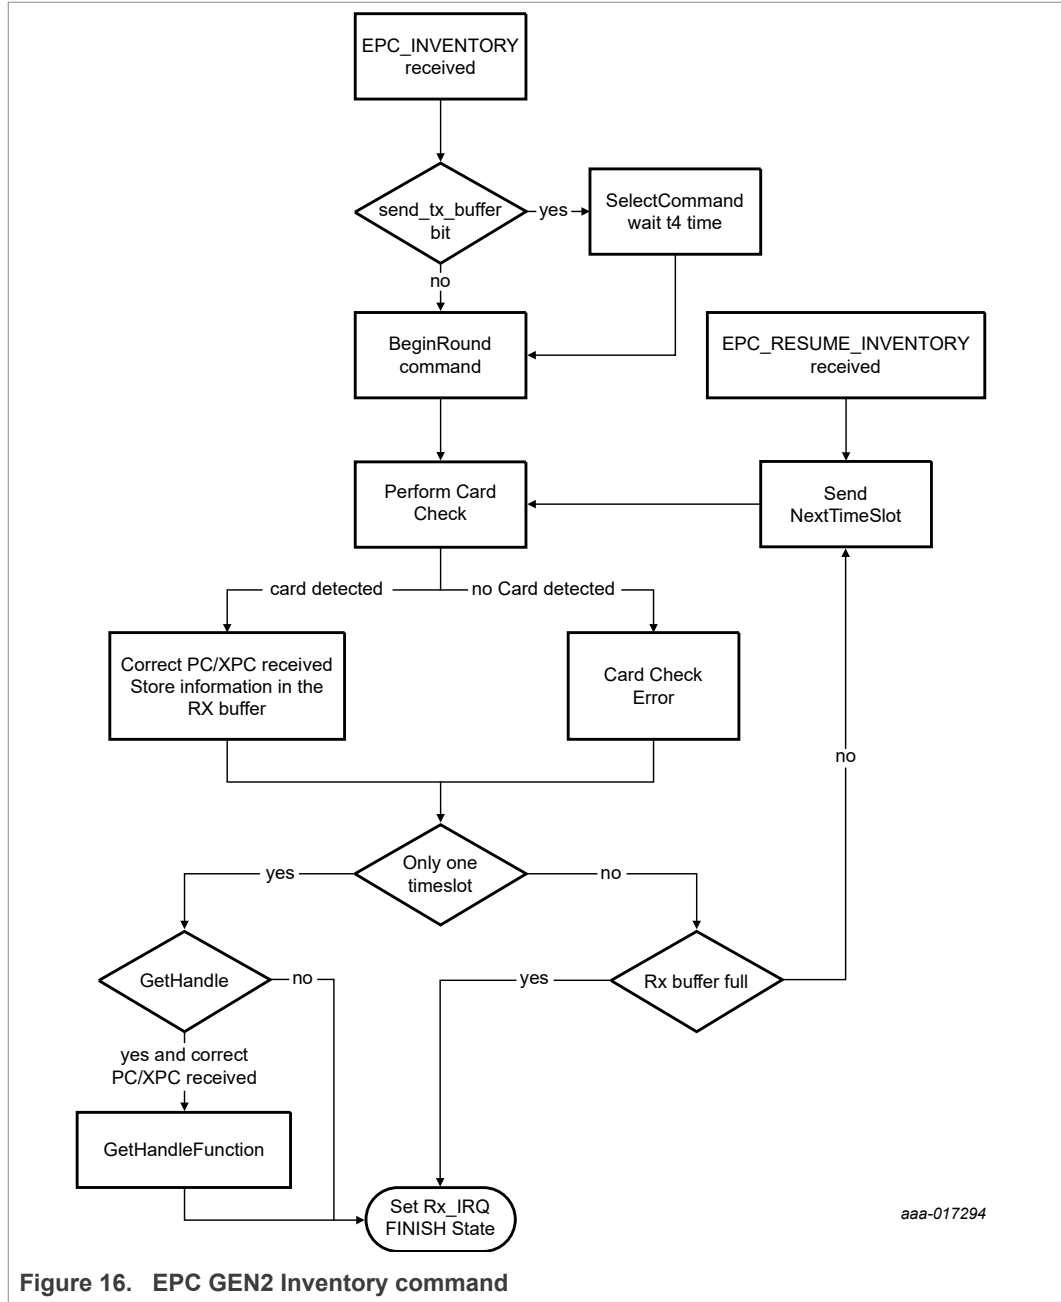 EPC_INVENTORY
received
send_tx_buffer
bit
yes
SelectCommand
wait t4 time
no
BeginRound
command
EPC_RESUME_INVENTORY
received
Perform Card
Check
Send
NextTimeSlot
card detected
no Card detected
Correct PC/XPC received
Store information in the
RX buffer
Card Check
Error
no
Only one
timeslot
yes
no
GetHandle
no
yes
Rx buffer full
yes and correct
PC/XPC received
GetHandleFunction
Set Rx_IRQ
FINISH State
aaa-017294
Figure 16. EPC GEN2 Inventory command